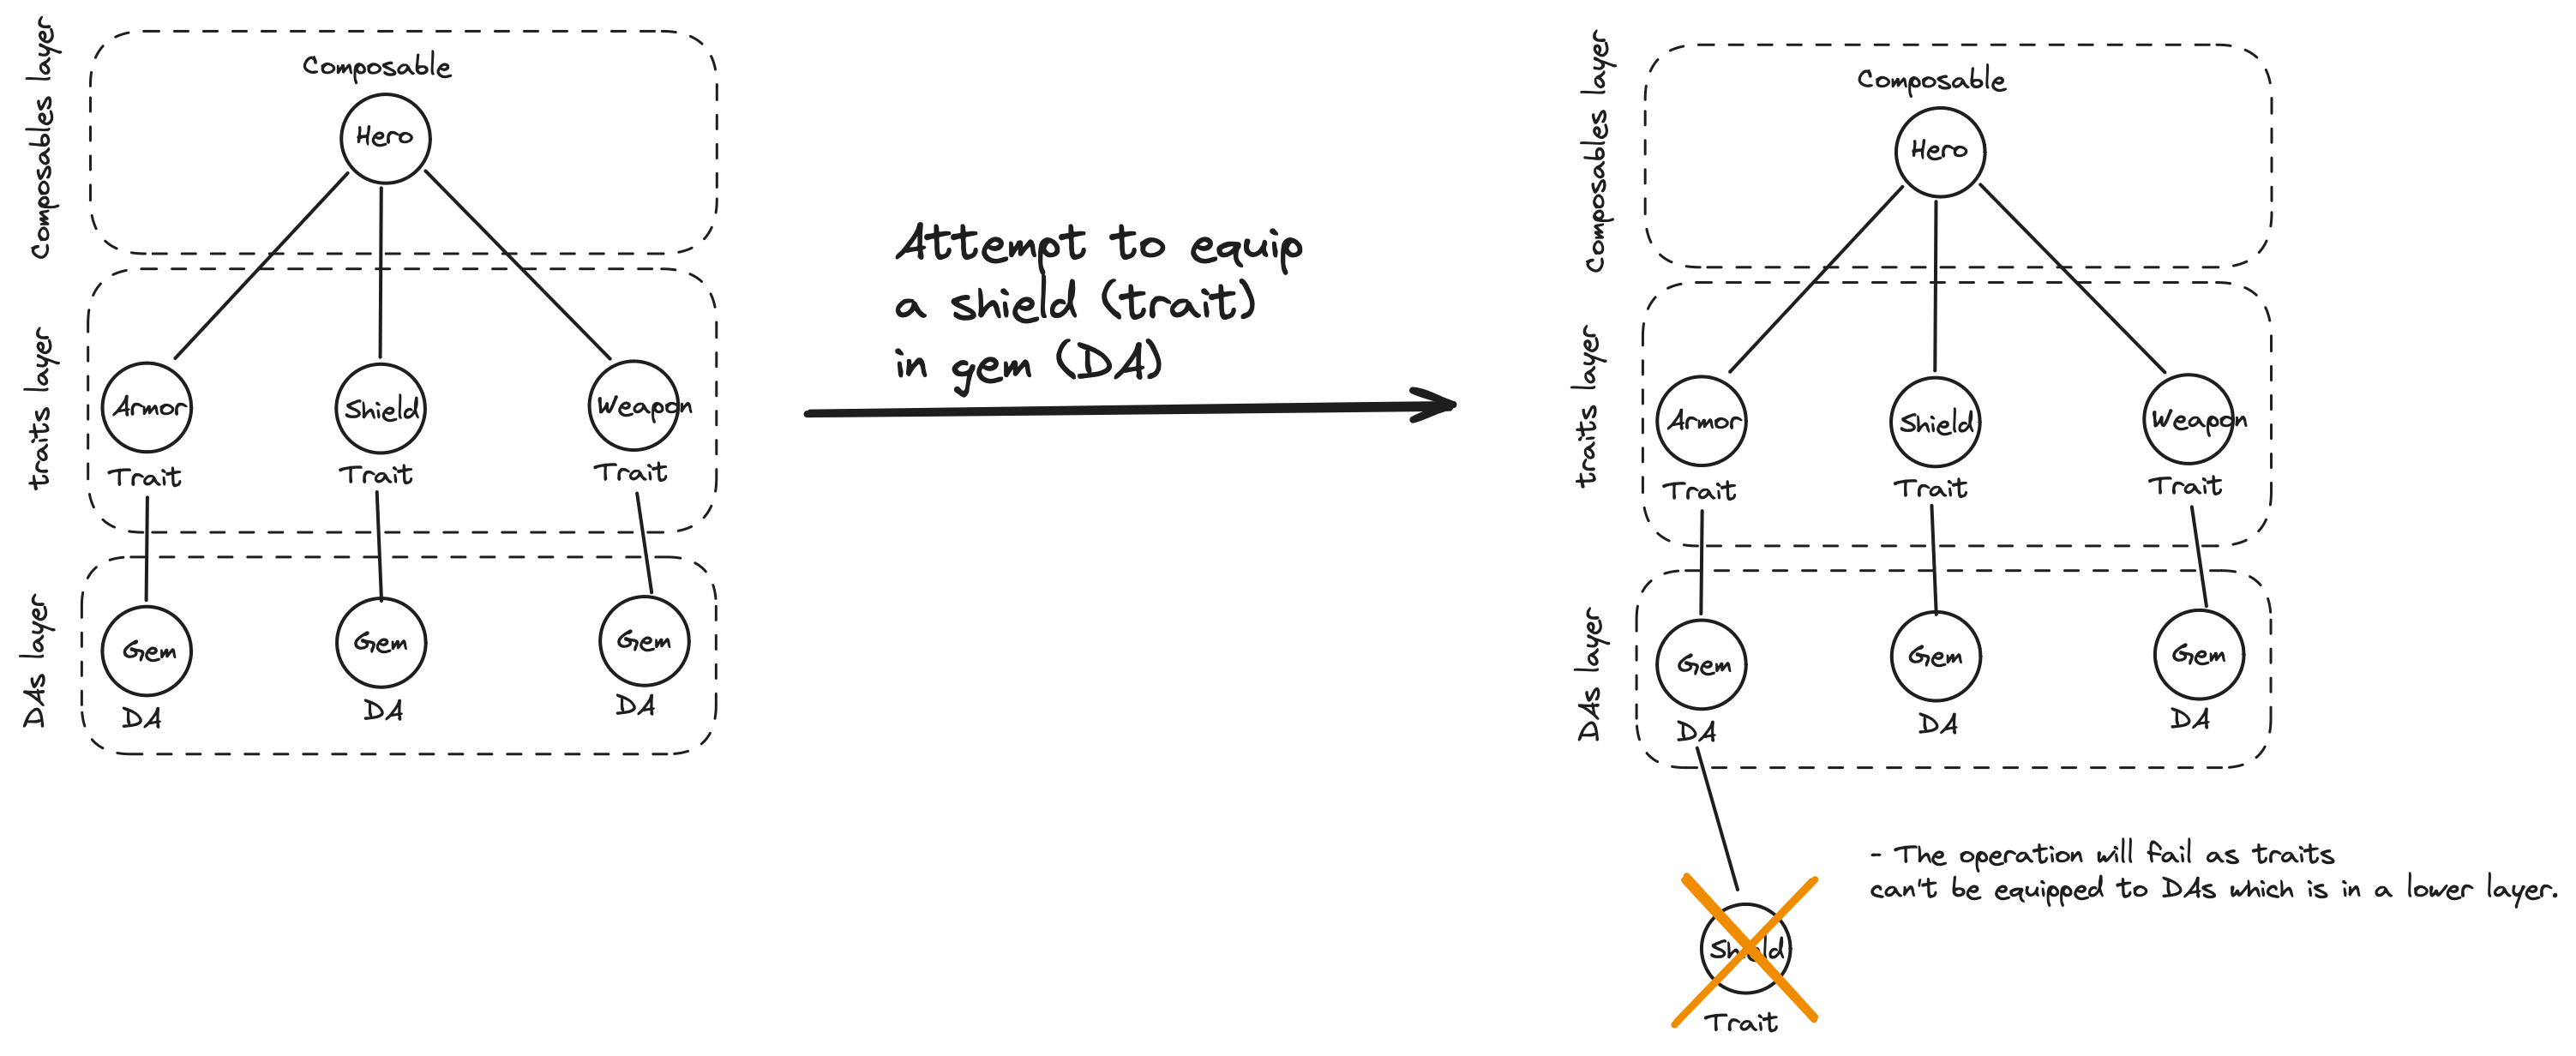 Composables layer
Composable
Hero
traits layer
Armor
Shield
Weapon
Trait
Trait
Trait
DAs layer
Gem
Gem
Gem
DA
DA
DA
Attempt to equip
a shield (trait)
in gem (DA)
Composables layer
Composable
Hero
traits layer
Armor
Shield
Weapon
Trait
Trait
Trait
DAs layer
Gem
Gem
Gem
DA
DA
DA
Shield
Trait
- The operation will fail as traits
can't be equipped to DAs which is in a lower layer.